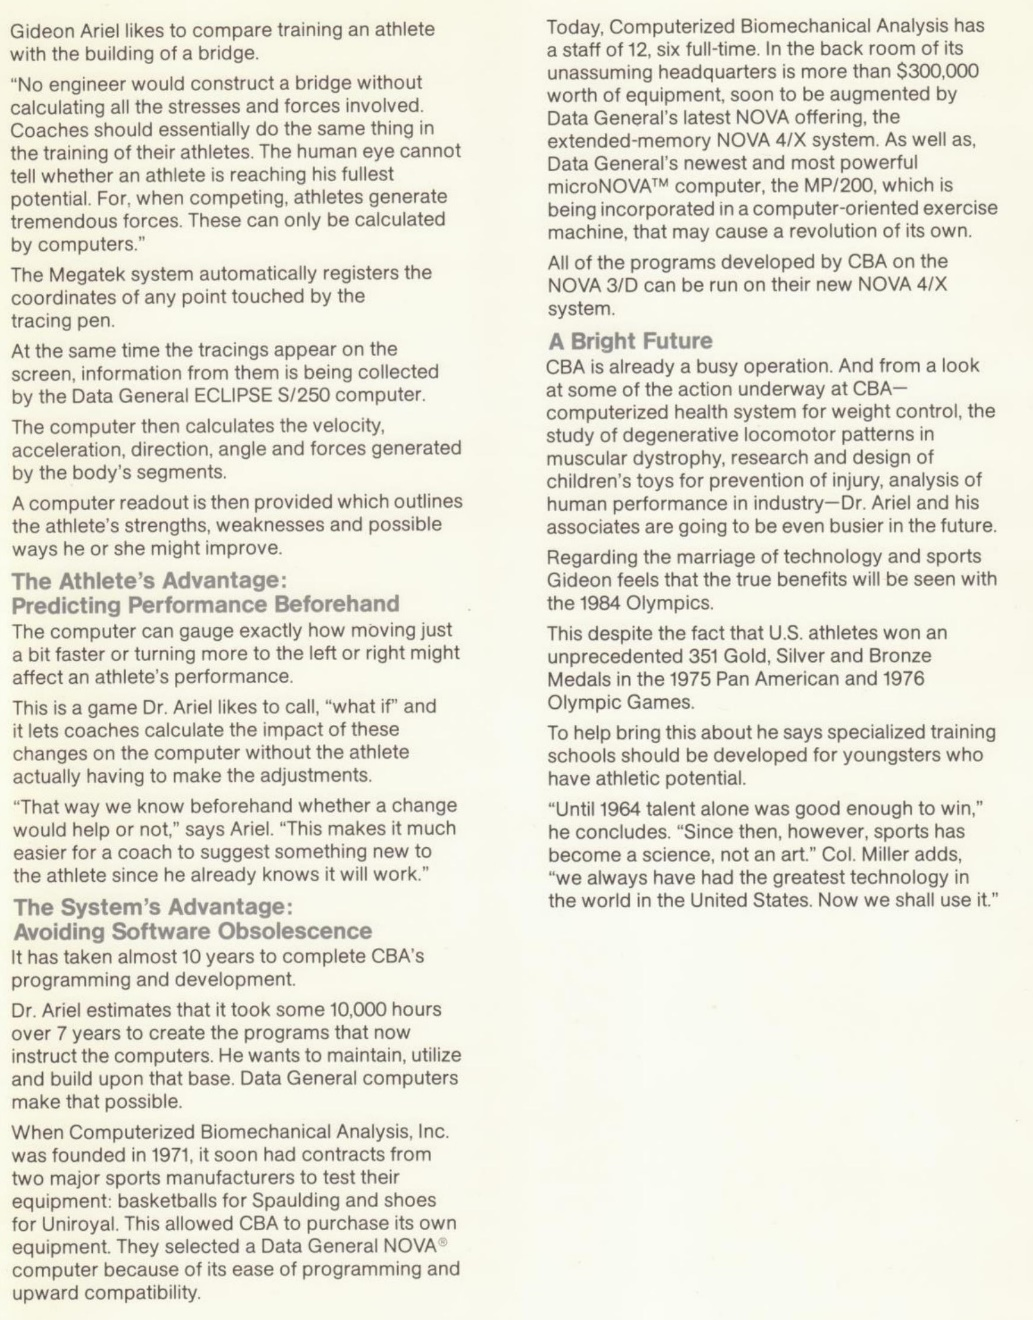 Gideon Ariel likes to compare training an athlete
with the building of a bridge.
“No engineer would construct a bridge without
calculating all the stresses and forces involved.
Coaches should essentially do the same thing in
the training of their athletes. The human eye cannot
tell whether an athlete is reaching his fullest
potential. For, when competing, athletes generate
tremendous forces. These can only be calculated
by computers.”
The Megatek system automatically registers the
coordinates of any point touched by the
tracing pen.
At the same time the tracings appear on the
screen, information from them is being collected
by the Data General ECLIPSE S/250 computer.
The computer then calculates the velocity,
acceleration, direction, angle and forces generated
by the body’s segments.
A computer readout is then provided which outlines
the athlete’s strengths, weaknesses and possible
ways he or she might improve.
The Athlete’s Advantage:
Predicting Performance Beforehand
The computer can gauge exactly how moving just
a bit faster or turning more to the left or right might
affect an athlete’s performance.
This is a game Dr. Ariel likes to call, “what if” and
it lets coaches calculate the impact of these
changes on the computer without the athlete
actually having to make the adjustments.
“That way we know beforehand whether a change
would help or not,” says Ariel. “This makes it much
easier for a coach to suggest something new to
the athlete since he already knows it will work.”
The System’s Advantage:
Avoiding Software Obsolescence
It has taken almost 10 years to complete CBA’s
programming and development.
Dr. Ariel estimates that it took some 10,000 hours
over 7 years to create the programs that now
instruct the computers. He wants to maintain, utilize
and build upon that base. Data General computers
make that possible.
When Computerized Biomechanical Analysis, Inc.
was founded in 1971, it soon had contracts from
two major sports manufacturers to test their
equipment: basketballs for Spaulding and shoes
for Uniroyal. This allowed CBA to purchase its own
equipment. They selected a Data General NOVA®
computer because of its ease of programming and
upward compatibility.
Today, Computerized Biomechanical Analysis has
a staff of 12, six full-time. In the back room of its
unassuming headquarters is more than $300,000
worth of equipment, soon to be augmented by
Data General’s latest NOVA offering, the
extended-memory NOVA 4/X system. As well as,
Data General’s newest and most powerful
microNOVA™ computer, the MP/200, which is
being incorporated in a computer-oriented exercise
machine, that may cause a revolution of its own.
All of the programs developed by CBA on the
NOVA 3/D can be run on their new NOVA 4/X
system.
A Bright Future
CBA is already a busy operation. And from a look
at some of the action underway at CBA—
computerized health system for weight control, the
study of degenerative locomotor patterns in
muscular dystrophy, research and design of
children’s toys for prevention of injury, analysis of
human performance in industry—Dr. Ariel and his
associates are going to be even busier in the future.
Regarding the marriage of technology and sports
Gideon feels that the true benefits will be seen with
the 1984 Olympics.
This despite the fact that U.S. athletes won an
unprecedented 351 Gold, Silver and Bronze
Medals in the 1975 Pan American and 1976
Olympic Games.
To help bring this about he says specialized training
schools should be developed for youngsters who
have athletic potential.
“Until 1964 talent alone was good enough to win,”
he concludes. “Since then, however, sports has
become a science, not an art.” Col. Miller adds,
“we always have had the greatest technology in
the world in the United States. Now we shall use it.”